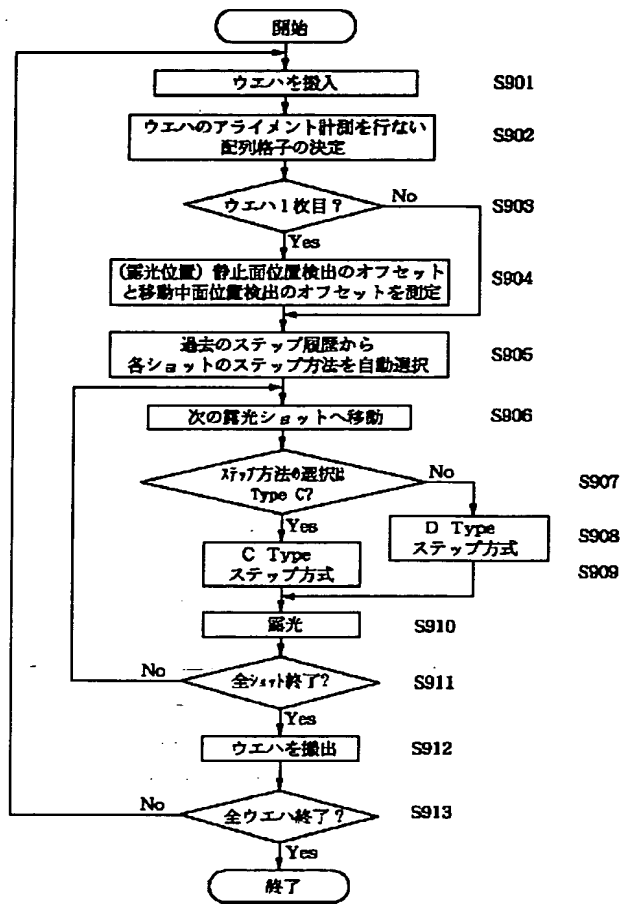 開始
ウエハを搬入
S901
ウエハのアライメント計測を行ない
配列格子の決定
S902
ウエハ1枚目?
No
S903
Yes
(露光位置) 静止面位置検出のオフセット
と移動中面位置検出のオフセットを測定
S904
過去のステップ履歴から
各ショットのステップ方法を自動選択
S905
次の露光ショットへ移動
S906
ステップ方法の選択は
Type C?
No
S907
Yes
D Type
ステップ方式
S908
C Type
ステップ方式
S909
露光
S910
全ショット終了?
No
S911
Yes
ウエハを搬出
S912
全ウエハ終了?
No
S913
Yes
終了